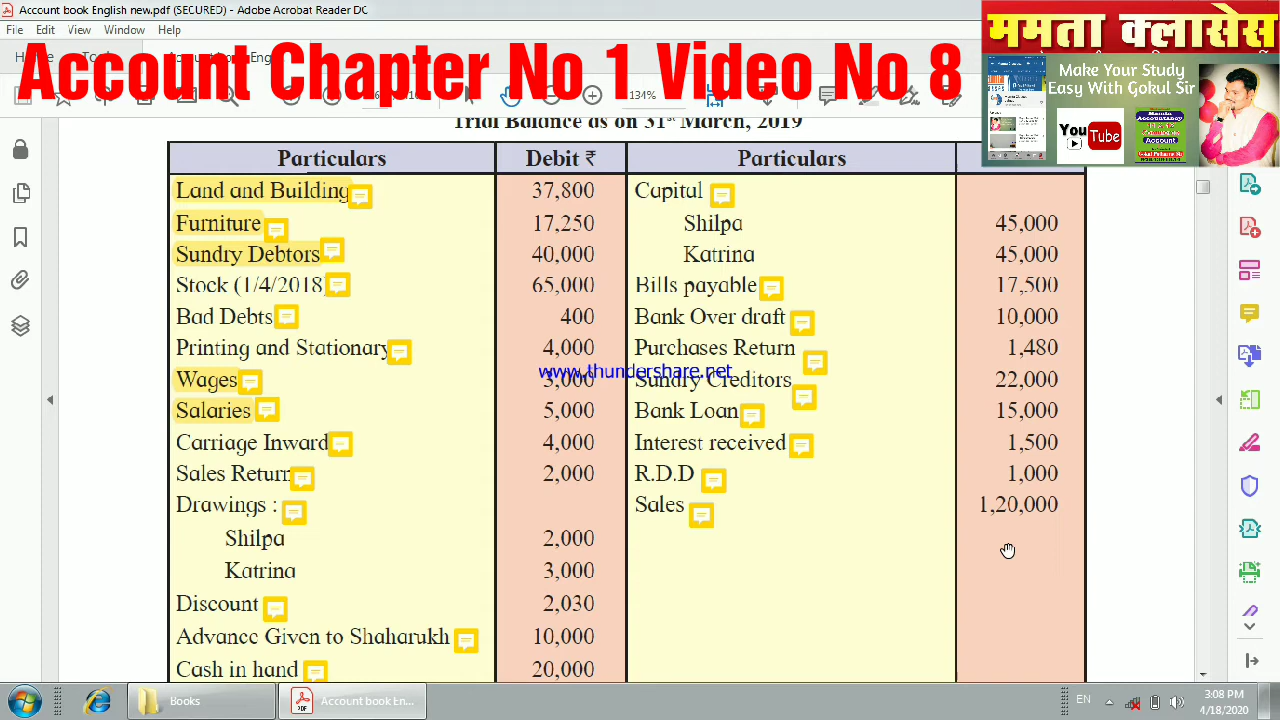 Account book English new.pdf (SECURED) - Adobe Acrobat Reader DC
File Edit View Window Help
Account Chapter No 1 Video No 8
134%
ममता क्लासेस
Make Your Study
Easy With Gokul Sir
You Tube
Trial Balance as on 31st March, 2019
Particulars Debit ₹ Particulars
Land and Building 37,800 Capital
Furniture 17,250 Shilpa 45,000
Sundry Debtors 40,000 Katrina 45,000
Stock (1/4/2018) 65,000 Bills payable 17,500
Bad Debts 400 Bank Over draft 10,000
Printing and Stationary 4,000 Purchases Return 1,480
www.thundershare.net
Wages 3,000 Sundry Creditors 22,000
Salaries 5,000 Bank Loan 15,000
Carriage Inward 4,000 Interest received 1,500
Sales Return 2,000 R.D.D 1,000
Drawings : Sales 1,20,000
Shilpa 2,000
Katrina 3,000
Discount 2,030
Advance Given to Shaharukh 10,000
Cash in hand 20,000
Books
Account book En...
EN
3:08 PM
4/18/2020